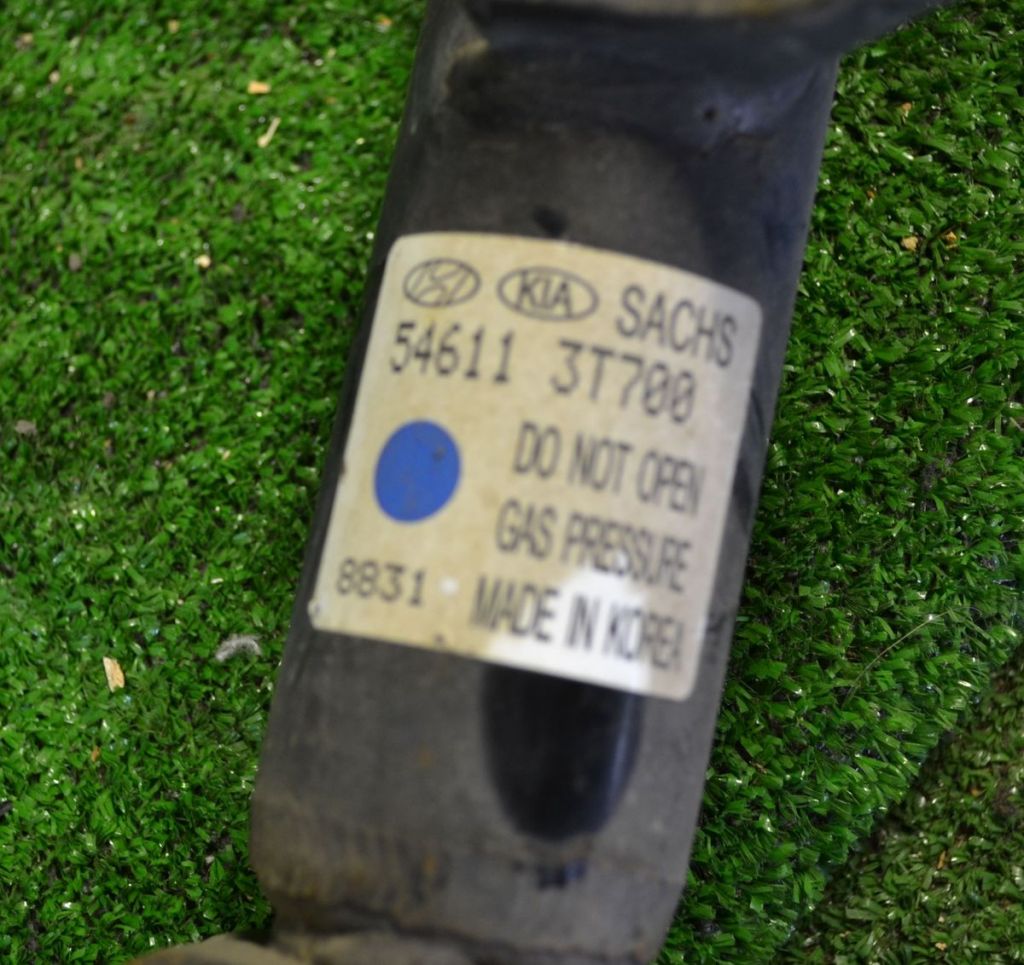 KIA SACHS
54611 3T700
DO NOT OPEN
GAS PRESSURE
8831 MADE IN KOREA